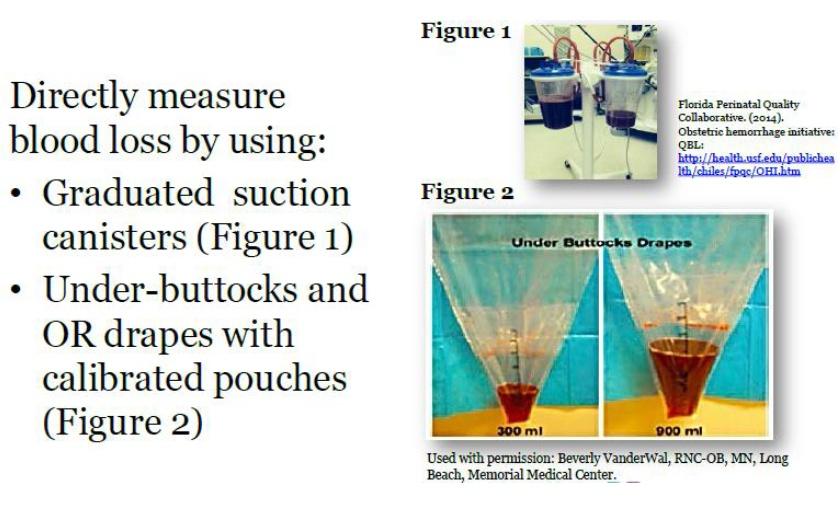 Directly measure
blood loss by using:
• Graduated suction
canisters (Figure 1)
• Under-buttocks and
OR drapes with
calibrated pouches
(Figure 2)
Figure 1
Florida Perinatal Quality
Collaborative. (2014).
Obstetric hemorrhage initiative:
QBL:
http://health.usf.edu/publichea
lth/chiles/fpqc/OHI.htm
Figure 2
Under Buttocks Drapes
300 ml
900 ml
Used with permission: Beverly VanderWal, RNC-OB, MN, Long
Beach, Memorial Medical Center.